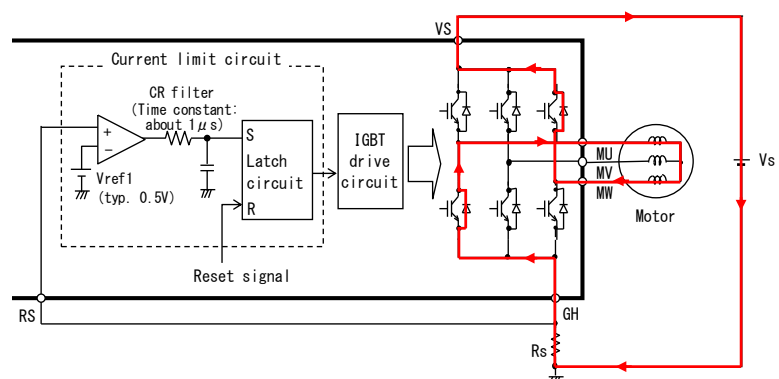 VS
Current limit circuit
CR filter
(Time constant:
about 1μs)
+
−
Vref1
(typ. 0.5V)
S
Latch
circuit
R
IGBT
drive
circuit
Reset signal
MU
MV
MW
Motor
Vs
RS
GH
Rs